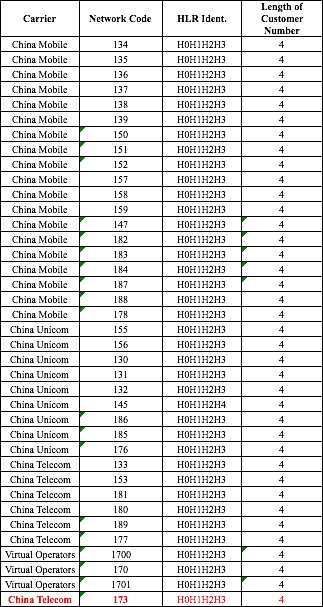 Carrier Network Code HLR Ident. Length of Customer Number
China Mobile 134 H0H1H2H3 4
China Mobile 135 H0H1H2H3 4
China Mobile 136 H0H1H2H3 4
China Mobile 137 H0H1H2H3 4
China Mobile 138 H0H1H2H3 4
China Mobile 139 H0H1H2H3 4
China Mobile 150 H0H1H2H3 4
China Mobile 151 H0H1H2H3 4
China Mobile 152 H0H1H2H3 4
China Mobile 157 H0H1H2H3 4
China Mobile 158 H0H1H2H3 4
China Mobile 159 H0H1H2H3 4
China Mobile 147 H0H1H2H3 4
China Mobile 182 H0H1H2H3 4
China Mobile 183 H0H1H2H3 4
China Mobile 184 H0H1H2H3 4
China Mobile 187 H0H1H2H3 4
China Mobile 188 H0H1H2H3 4
China Mobile 178 H0H1H2H3 4
China Unicom 155 H0H1H2H3 4
China Unicom 156 H0H1H2H3 4
China Unicom 130 H0H1H2H3 4
China Unicom 131 H0H1H2H3 4
China Unicom 132 H0H1H2H3 4
China Unicom 145 H0H1H2H4 4
China Unicom 186 H0H1H2H3 4
China Unicom 185 H0H1H2H3 4
China Unicom 176 H0H1H2H3 4
China Telecom 133 H0H1H2H3 4
China Telecom 153 H0H1H2H3 4
China Telecom 181 H0H1H2H3 4
China Telecom 180 H0H1H2H3 4
China Telecom 189 H0H1H2H3 4
China Telecom 177 H0H1H2H3 4
Virtual Operators 1700 H0H1H2H3 4
Virtual Operators 170 H0H1H2H3 4
Virtual Operators 1701 H0H1H2H3 4
China Telecom 173 H0H1H2H3 4